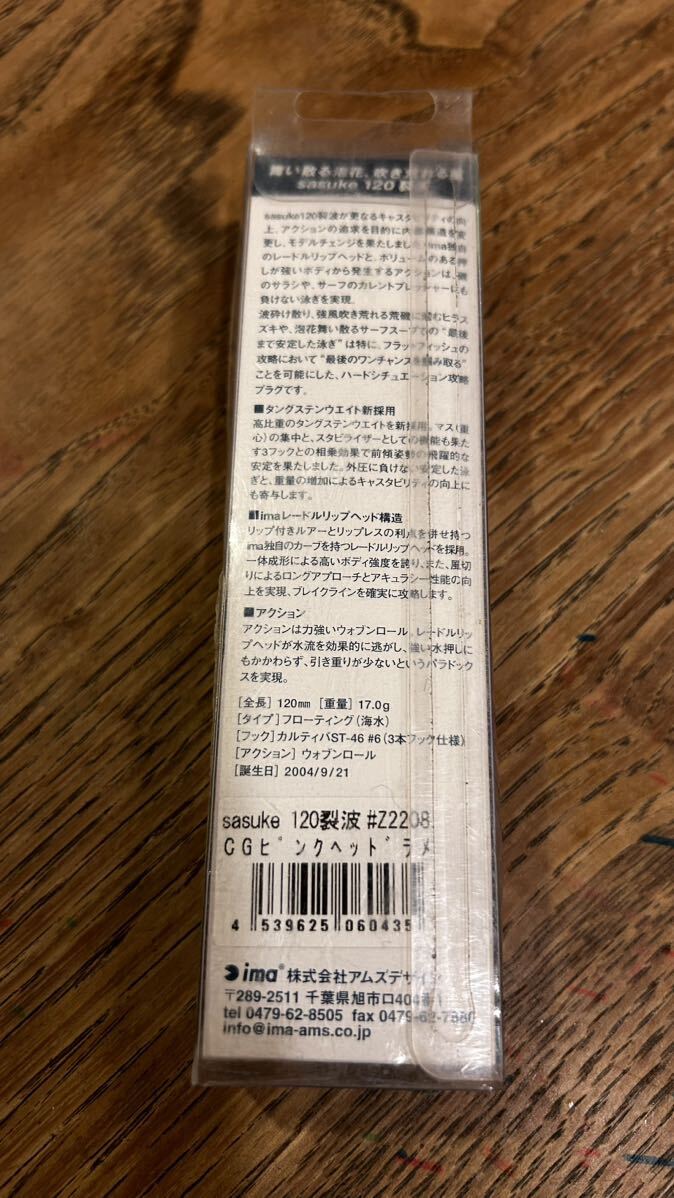 舞い散る泡花、吹き荒れる
sasuke 120 裂
sasuke120裂波が更なるキャスタビリティの向
上、アクションの追求を目的に内部構造を変
更し、モデルチェンジを果たしました。ima独自
のレードルリップヘッドと、ボリュームのある押
しが強いボディから発生するアクションは、磯
のサラシや、サーフのカレントプレッシャーにも
負けない泳ぎを実現。
波砕け散り、強風吹き荒れる荒磯に潜むヒラス
ズキや、泡花舞い散るサーフスープでの“最後
まで安定した泳ぎ”は特に、フラットフィッシュの
攻略において“最後のワンチャンスを掴み取る”
ことを可能にした、ハードシチュエーション攻略
プラグです。
■タングステンウエイト新採用
高比重のタングステンウエイトを新採用。マス(重
心)の集中と、スタビライザーとしての機能も果た
す3フックとの相乗効果で前傾姿勢の飛躍的な
安定を果たしました。外圧に負けない安定した泳
ぎと、重量の増加によるキャスタビリティの向上に
も寄与します。
■imaレードルリップヘッド構造
リップ付きルアーとリップレスの利点を併せ持つ
ima独自のカーブを持つレードルリップヘッドを採用。
一体成形による高いボディ強度を誇り、また、風切
りによるロングアプローチとアキュラシー性能の向
上を実現、ブレイクラインを確実に攻略します。
■アクション
アクションは力強いウォブンロール。レードルリッ
プヘッドが水流を効果的に逃がし、強い水押しに
もかかわらず、引き重りが少ないというパラドック
スを実現。
[全長] 120mm [重量] 17.0g
[タイプ] フローティング(海水)
[フック] カルティバST-46 #6(3本フック仕様)
[アクション] ウォブンロール
[誕生日] 2004/9/21
sasuke 120裂波 #Z2208
CGピンクヘッドラメ
4 539625 060435
ima® 株式会社アムズデザイン
〒289-2511 千葉県旭市イ404番1
tel 0479-62-8505 fax 0479-62-7880
info@ima-ams.co.jp